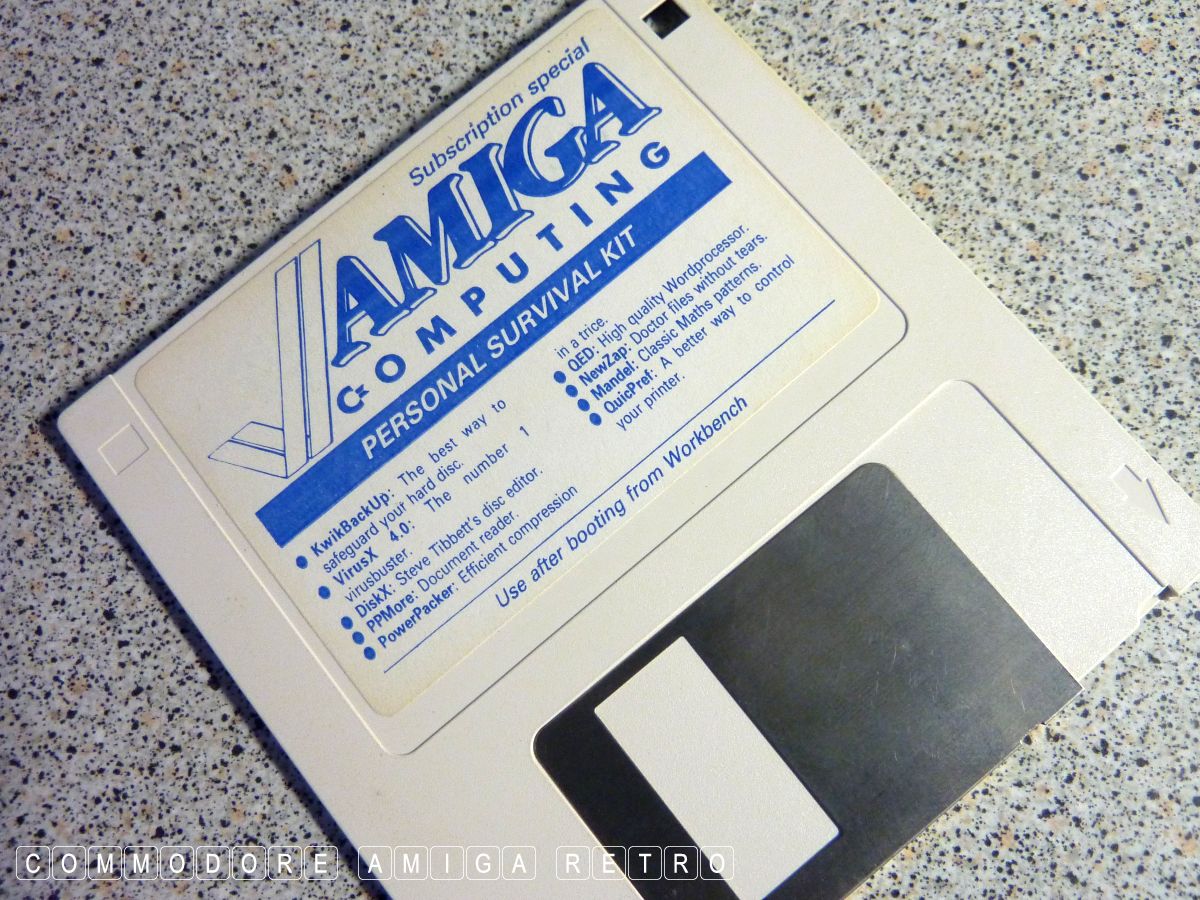 Subscription special
AMIGA
COMPUTING
PERSONAL SURVIVAL KIT
● KwikBackUp: The best way to
safeguard your hard disc.
● VirusX 4.0: The number 1
virusbuster.
● DiskX: Steve Tibbett's disc editor.
● PPMore: Document reader.
● PowerPacker: Efficient compression
in a trice.
● QED: High quality Wordprocessor.
● NewZap: Doctor files without tears.
● Mandel: Classic Maths patterns.
● QuicPref: A better way to control
your printer.
Use after booting from Workbench
COMMODORE AMIGA RETRO